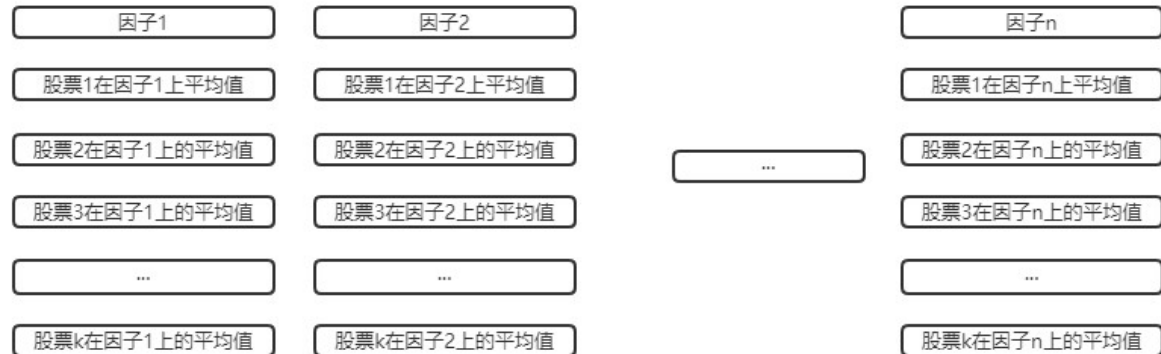 因子1
因子2
因子n
股票1在因子1上平均值
股票1在因子2上平均值
股票1在因子n上平均值
股票2在因子1上的平均值
股票2在因子2上的平均值
...
股票2在因子n上的平均值
股票3在因子1上的平均值
股票3在因子2上的平均值
股票3在因子n上的平均值
...
...
...
股票k在因子1上的平均值
股票k在因子2上的平均值
股票k在因子n上的平均值